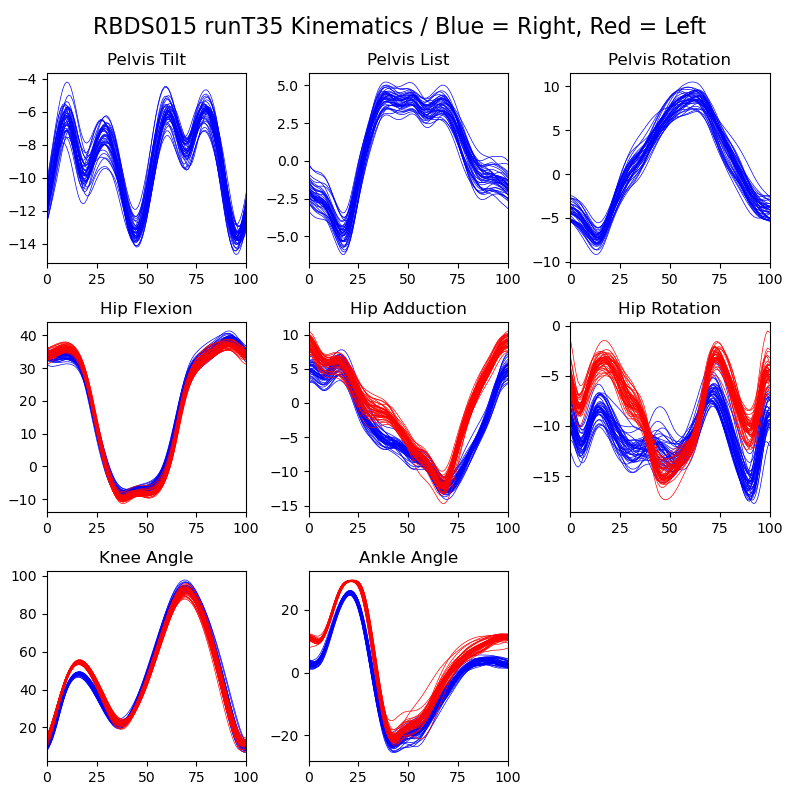 RBDS015 runT35 Kinematics / Blue = Right, Red = Left
Pelvis Tilt
−4
−6
−8
−10
−12
−14
0 25 50 75 100
Pelvis List
5.0
2.5
0.0
−2.5
−5.0
0 25 50 75 100
Pelvis Rotation
10
5
0
−5
−10
0 25 50 75 100
Hip Flexion
40
30
20
10
0
−10
0 25 50 75 100
Hip Adduction
10
5
0
−5
−10
−15
0 25 50 75 100
Hip Rotation
0
−5
−10
−15
0 25 50 75 100
Knee Angle
100
80
60
40
20
0 25 50 75 100
Ankle Angle
20
0
−20
0 25 50 75 100